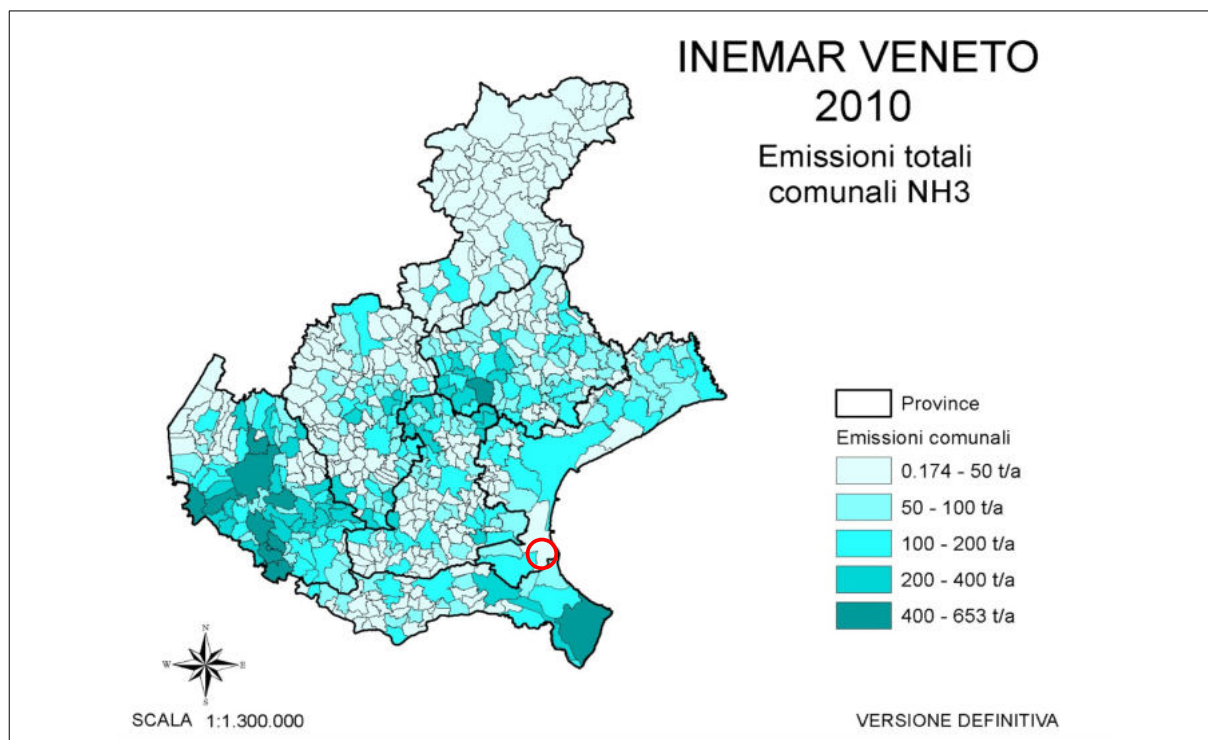 INEMAR VENETO
2010
Emissioni totali
comunali NH3
Province
Emissioni comunali
0.174 - 50 t/a
50 - 100 t/a
100 - 200 t/a
200 - 400 t/a
400 - 653 t/a
N
W E
S
SCALA 1:1.300.000
VERSIONE DEFINITIVA